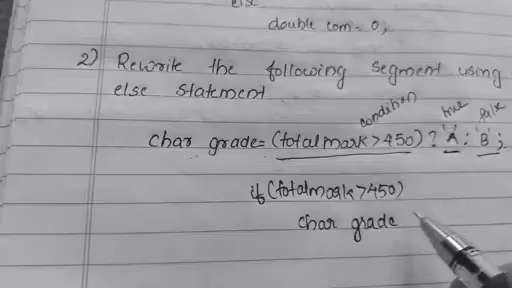 else
double com = 0;
2) Rewrite the following segment using
else statement
condition true false
char grade = (totalmark > 450) ? 'A' : 'B';
if (totalmark > 450)
char grade